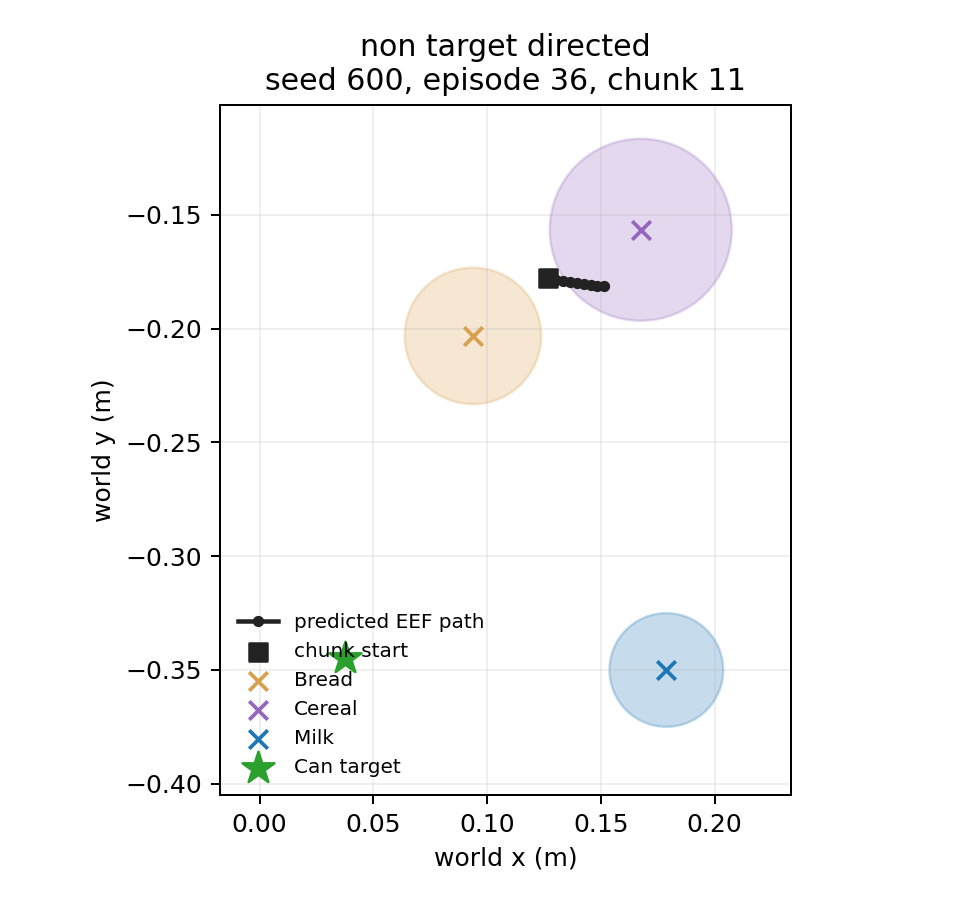 non target directed
seed 600, episode 36, chunk 11
−0.15
−0.20
−0.25
−0.30
−0.35
−0.40
world y (m)
predicted EEF path
chunk start
Bread
Cereal
Milk
Can target
0.00 0.05 0.10 0.15 0.20
world x (m)